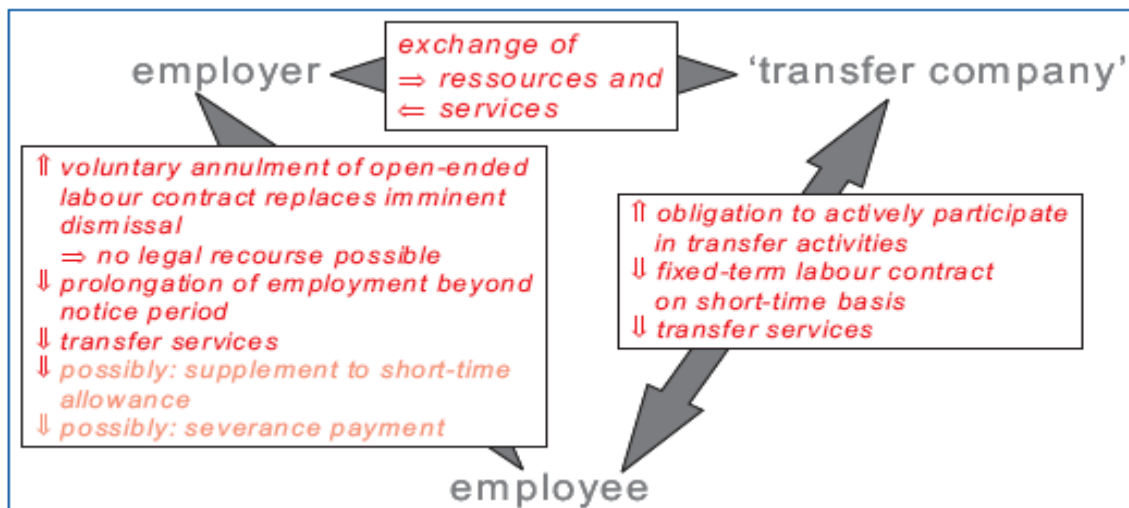 exchange of
employer
⇒ ressources and
'transfer company'
⇐ services
⇑ voluntary annulment of open-ended
labour contract replaces imminent
dismissal
⇒ no legal recourse possible
⇓ prolongation of employment beyond
notice period
⇓ transfer services
⇓ possibly: supplement to short-time
allowance
⇓ possibly: severance payment
⇑ obligation to actively participate
in transfer activities
⇓ fixed-term labour contract
on short-time basis
⇓ transfer services
employee